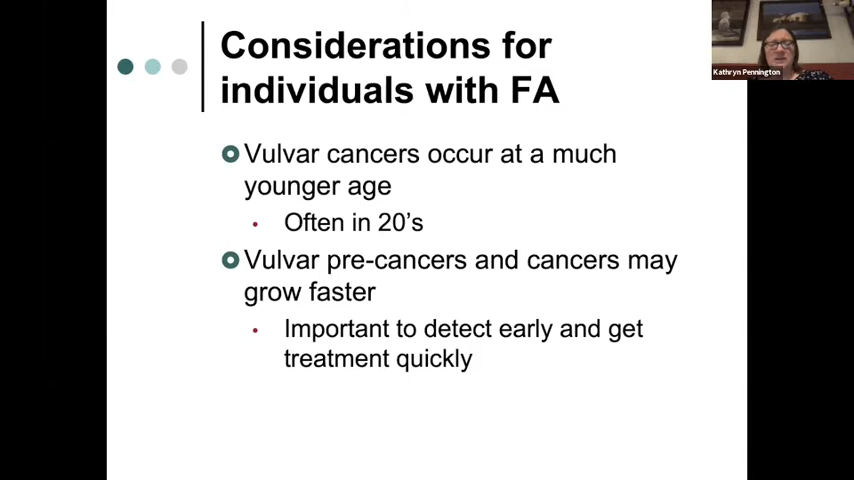 Considerations for
individuals with FA
Vulvar cancers occur at a much
younger age
Often in 20's
Vulvar pre-cancers and cancers may
grow faster
Important to detect early and get
treatment quickly
Kathryn Pennington